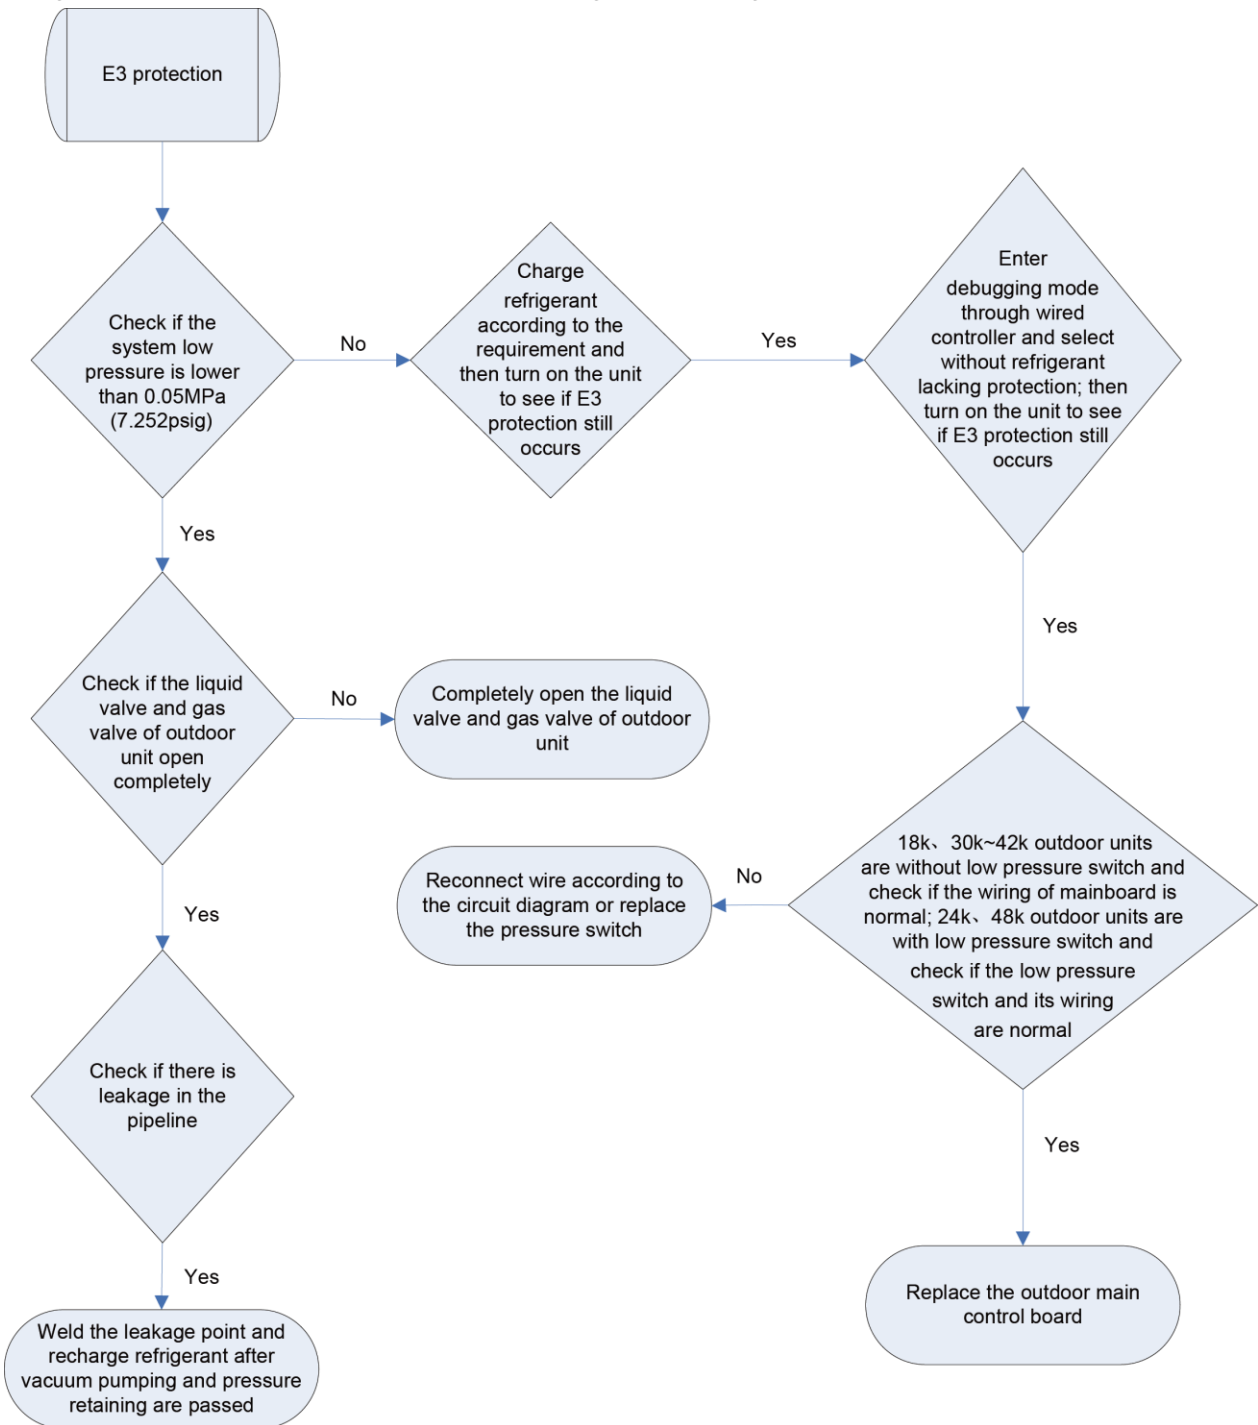 E3 protection
Check if the
system low
pressure is lower
than 0.05MPa
(7.252psig)
No
Charge
refrigerant
according to the
requirement and
then turn on the unit
to see if E3
protection still
occurs
Yes
Enter
debugging mode
through wired
controller and select
without refrigerant
lacking protection; then
turn on the unit to see
if E3 protection still
occurs
Yes
Yes
Check if the liquid
valve and gas
valve of outdoor
unit open
completely
No
Completely open the liquid
valve and gas valve of outdoor
unit
18k、30k~42k outdoor units
are without low pressure switch and
check if the wiring of mainboard is
normal; 24k、48k outdoor units are
with low pressure switch and
check if the low pressure
switch and its wiring
are normal
No
Reconnect wire according to
the circuit diagram or replace
the pressure switch
Yes
Check if there is
leakage in the
pipeline
Yes
Yes
Weld the leakage point and
recharge refrigerant after
vacuum pumping and pressure
retaining are passed
Replace the outdoor main
control board